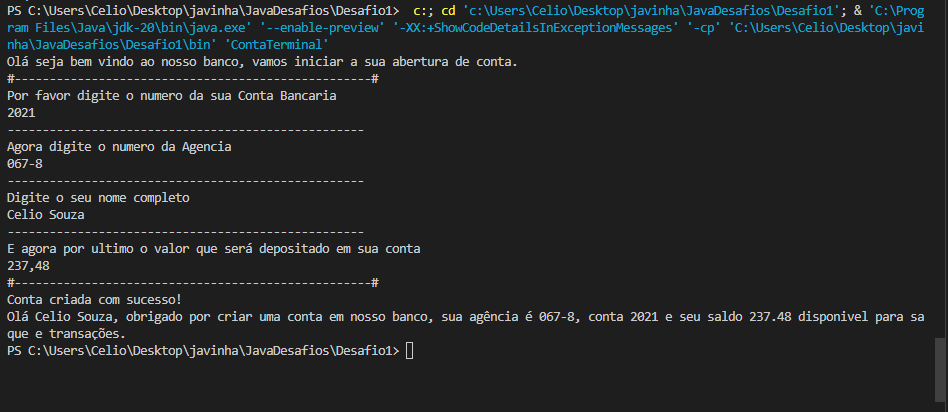 PS C:\Users\Celio\Desktop\javinha\JavaDesafios\Desafio1>  c:; cd 'c:\Users\Celio\Desktop\javinha\JavaDesafios\Desafio1'; & 'C:\Prog
ram Files\Java\jdk-20\bin\java.exe' '--enable-preview' '-XX:+ShowCodeDetailsInExceptionMessages' '-cp' 'C:\Users\Celio\Desktop\javi
nha\JavaDesafios\Desafio1\bin' 'ContaTerminal'
Olá seja bem vindo ao nosso banco, vamos iniciar a sua abertura de conta.
#---------------------------------------------------#
Por favor digite o numero da sua Conta Bancaria
2021
---------------------------------------------------
Agora digite o numero da Agencia
067-8
---------------------------------------------------
Digite o seu nome completo
Celio Souza
---------------------------------------------------
E agora por ultimo o valor que será depositado em sua conta
237,48
#---------------------------------------------------#
Conta criada com sucesso!
Olá Celio Souza, obrigado por criar uma conta em nosso banco, sua agência é 067-8, conta 2021 e seu saldo 237.48 disponivel para sa
que e transações.
PS C:\Users\Celio\Desktop\javinha\JavaDesafios\Desafio1>